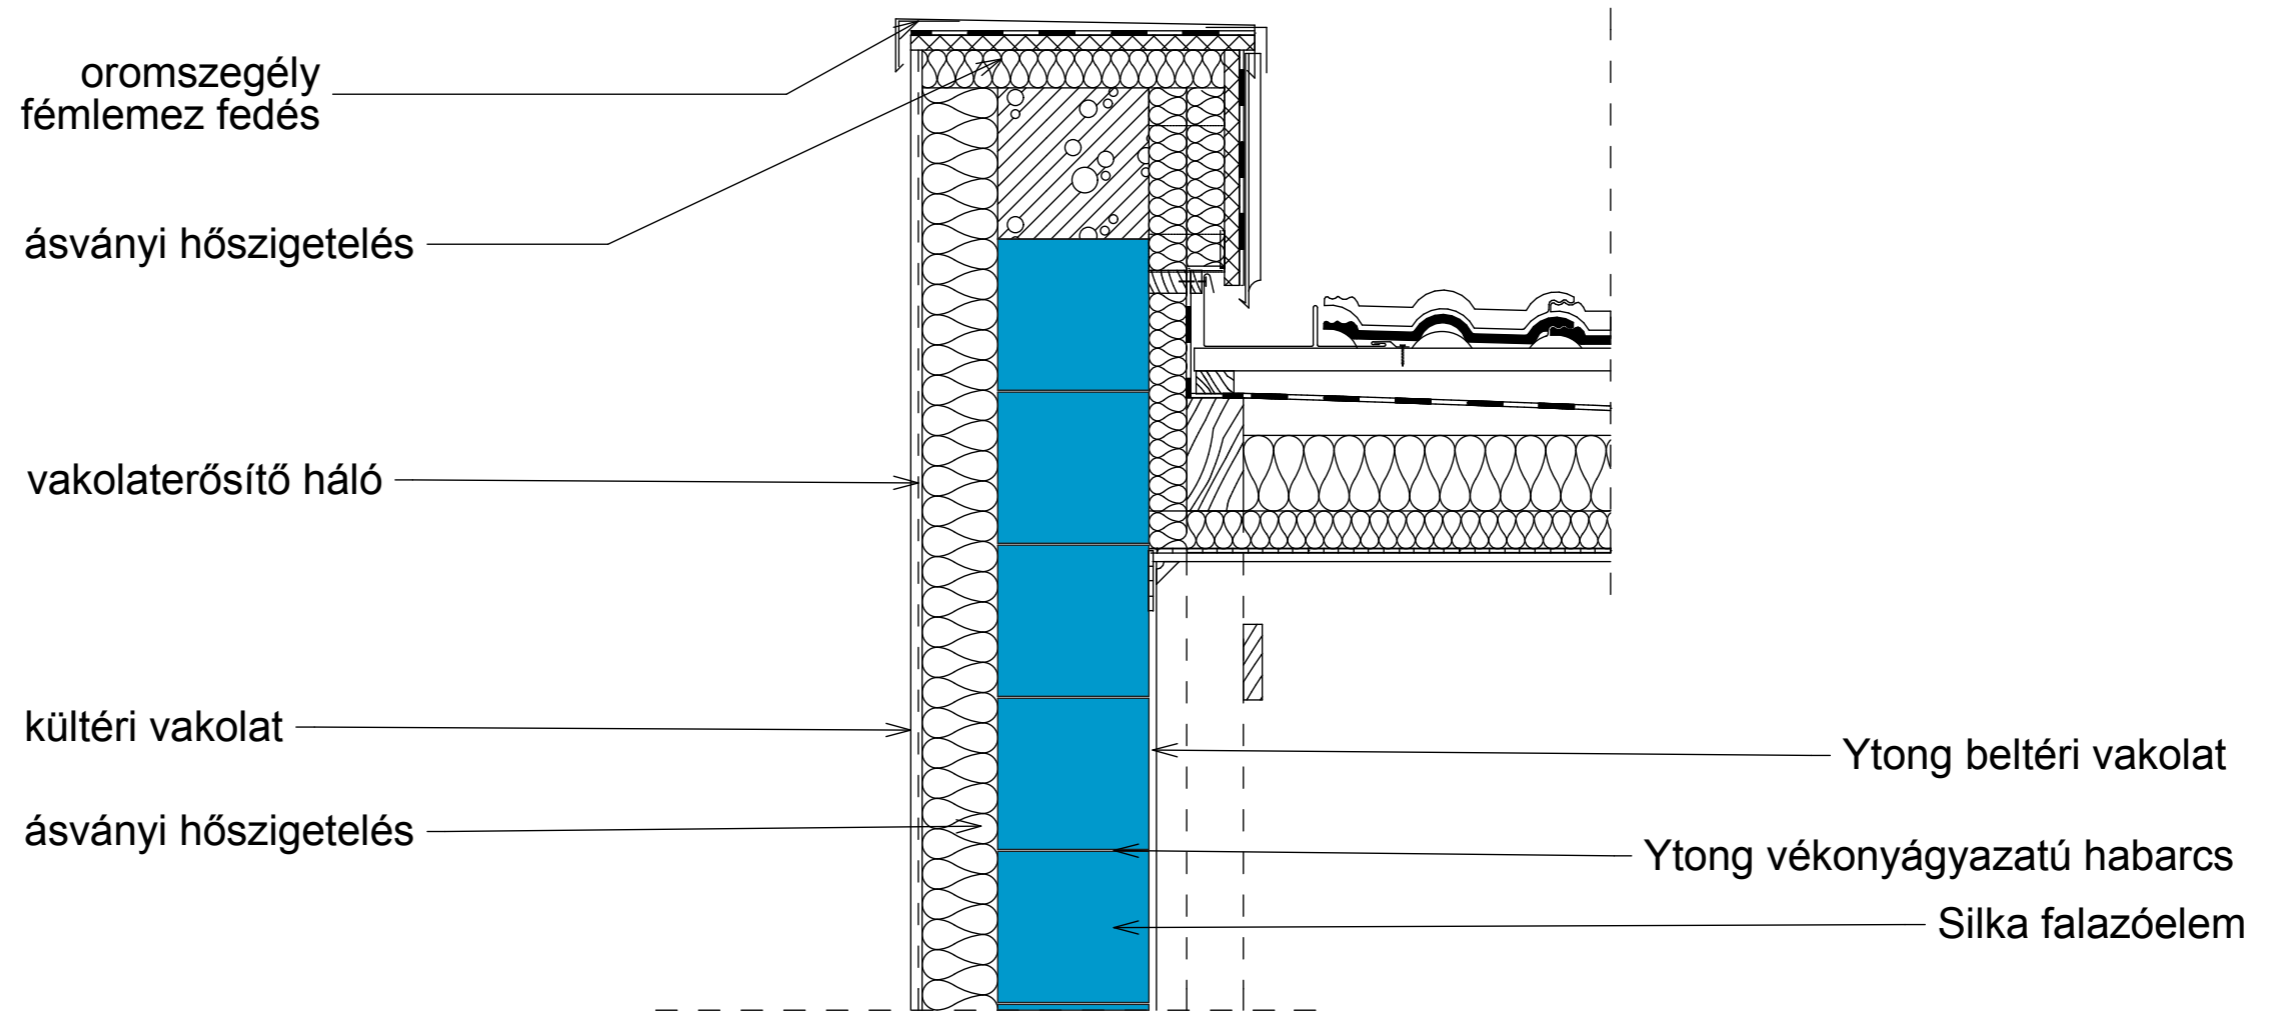 oromszegély
fémlemez fedés
ásványi hőszigetelés
vakolaterősítő háló
kültéri vakolat
ásványi hőszigetelés
Ytong beltéri vakolat
Ytong vékonyágyazatú habarcs
Silka falazóelem